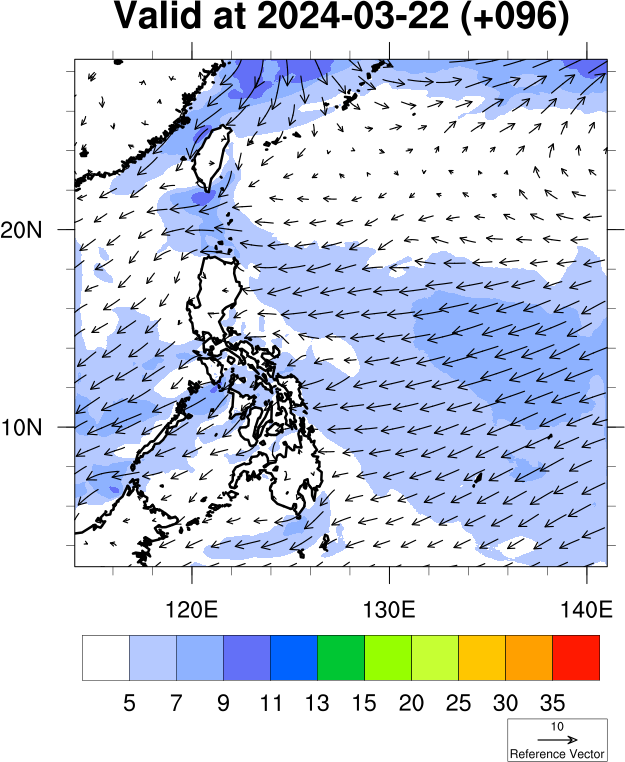 Valid at 2024-03-22 (+096)
20N
10N
120E 130E 140E
5 7 9 11 13 15 20 25 30 35
10
Reference Vector